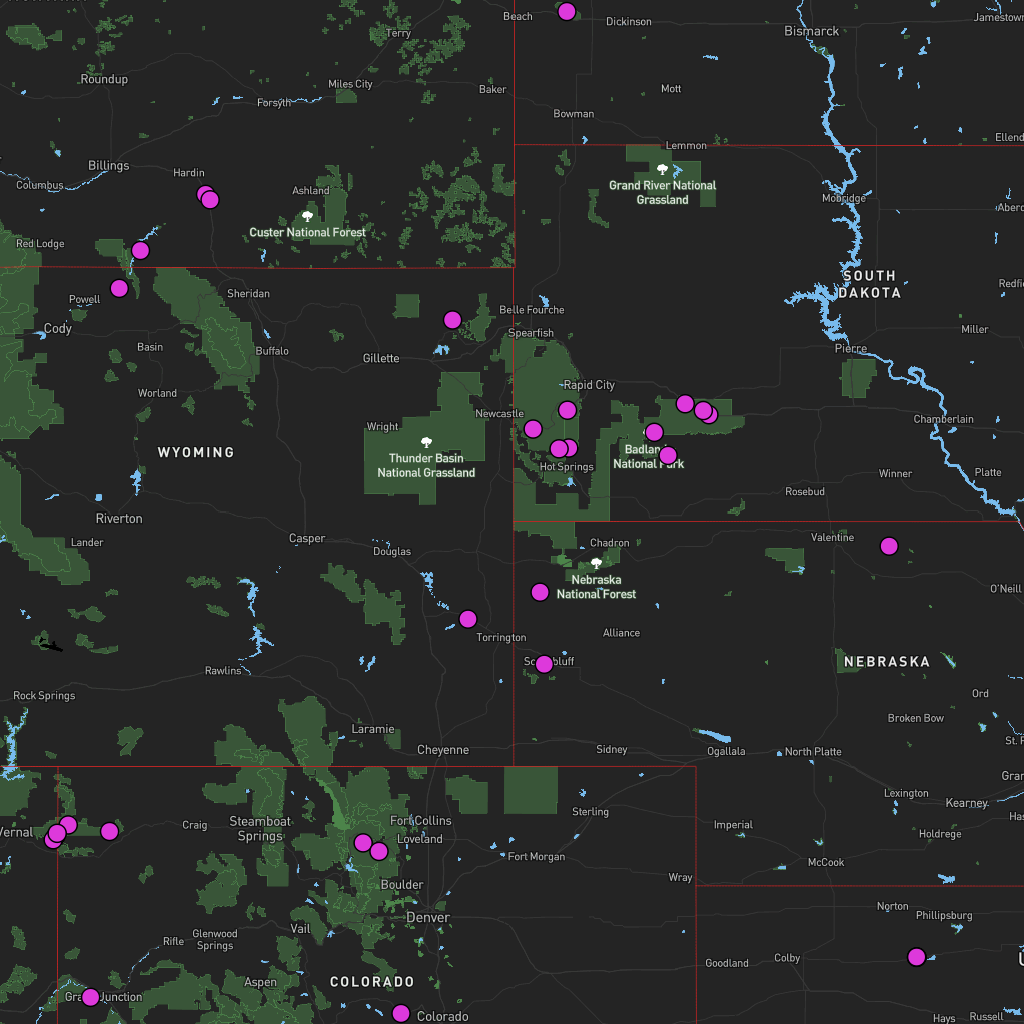 Beach
Dickinson
Jamestown
Bismarck
Terry
Roundup
Miles City
Baker
Mott
Forsyth
Bowman
Ellend
Lemmon
Billings
Hardin
Columbus
Ashland
Grand River National
Grassland
Mobridge
Aberd
Custer National Forest
Red Lodge
SOUTH
DAKOTA
Redfie
Powell
Sheridan
Belle Fourche
Cody
Spearfish
Miller
Basin
Buffalo
Gillette
Pierre
Worland
Rapid City
Newcastle
Chamberlain
Wright
WYOMING
Thunder Basin
National Grassland
Badlan
National Park
Hot Springs
Winner
Platte
Rosebud
Riverton
Casper
Valentine
Lander
Douglas
Chadron
Nebraska
National Forest
O'Neill
Torrington
Alliance
Rawlins
NEBRASKA
Rock Springs
Ord
Laramie
Broken Bow
Cheyenne
Sidney
Ogallala
North Platte
St. P
Gran
Lexington
Kearney
Sterling
Vernal
Craig
Steamboat
Springs
Fort Collins
Loveland
Imperial
Holdrege
Has
Fort Morgan
McCook
Boulder
Wray
Norton
Phillipsburg
Denver
Vail
Rifle
Glenwood
Springs
Goodland
Colby
Aspen
COLORADO
Colorado
Hays
Russell